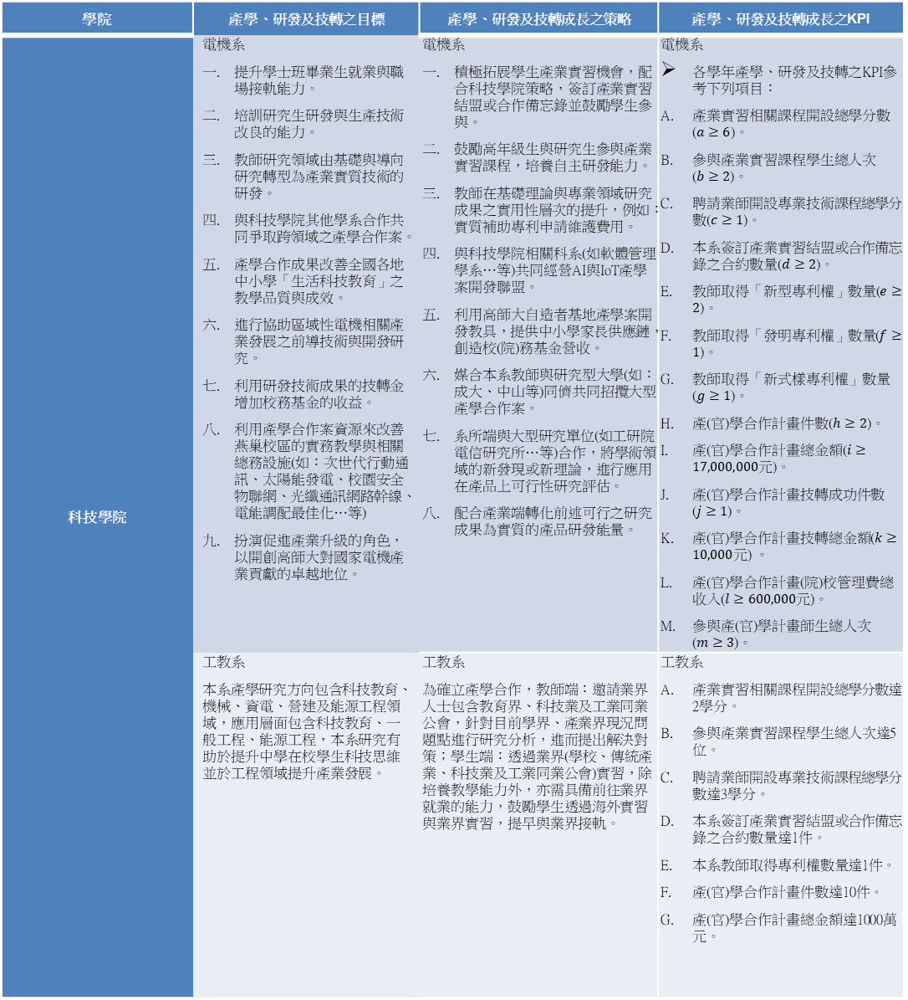 學院
產學、研發及技轉之目標
產學、研發及技轉成長之策略
產學、研發及技轉成長之KPI
科技學院
電機系
一. 提升學士班畢業生就業與職
場接軌能力。
二. 培訓研究生研發與生產技術
改良的能力。
三. 教師研究領域由基礎與導向
研究轉型為產業實質技術的
研發。
四. 與科技學院其他學系合作共
同爭取跨領域之產學合作案。
五. 產學合作成果改善全國各地
中小學「生活科技教育」之
教學品質與成效。
六. 進行協助區域性電機相關產
業發展之前導技術與開發研
究。
七. 利用研發技術成果的技轉金
增加校務基金的收益。
八. 利用產學合作案資源來改善
燕巢校區的實務教學與相關
總務設施(如：次世代行動通
訊、太陽能發電、校園安全
物聯網、光纖通訊網路幹線、
電能調配最佳化…等)
九. 扮演促進產業升級的角色，
以開創高師大對國家電機產
業貢獻的卓越地位。
電機系
一. 積極拓展學生產業實習機會，配
合科技學院策略，簽訂產業實習
結盟或合作備忘錄並鼓勵學生參
與。
二. 鼓勵高年級生與研究生參與產業
實習課程，培養自主研發能力。
三. 教師在基礎理論與專業領域研究
成果之實用性層次的提升，例如：
實質補助專利申請維護費用。
四. 與科技學院相關科系(如軟體管理
學系…等)共同經營AI與IoT產學
案開發聯盟。
五. 利用高師大自造者基地產學案開
發教具，提供中小學家長供應鏈，
創造校(院)務基金營收。
六. 媒合本系教師與研究型大學(如：
成大、中山等)同儕共同招攬大型
產學合作案。
七. 系所端與大型研究單位(如工研院
電信研究所…等)合作，將學術領
域的新發現或新理論，進行應用
在產品上可行性研究評估。
八. 配合產業端轉化前述可行之研究
成果為實質的產品研發能量。
電機系
➢ 各學年產學、研發及技轉之KPI參
考下列項目：
A. 產業實習相關課程開設總學分數
(a ≥ 6)。
B. 參與產業實習課程學生總人次
(b ≥ 2)。
C. 聘請業師開設專業技術課程總學分
數(c ≥ 1)。
D. 本系簽訂產業實習結盟或合作備忘
錄之合約數量(d ≥ 2)。
E. 教師取得「新型專利權」數量(e ≥
2)。
F. 教師取得「發明專利權」數量(f ≥
1)。
G. 教師取得「新式樣專利權」數量
(g ≥ 1)。
H. 產(官)學合作計畫件數(h ≥ 2)。
I. 產(官)學合作計畫總金額(i ≥
17,000,000元)。
J. 產(官)學合作計畫技轉成功件數
(j ≥ 1)。
K. 產(官)學合作計畫技轉總金額(k ≥
10,000元) 。
L. 產(官)學合作計畫(院)校管理費總
收入(l ≥ 600,000元)。
M. 參與產(官)學計畫師生總人次
(m ≥ 3)。
工教系
本系產學研究方向包含科技教育、
機械、資電、營建及能源工程領
域，應用層面包含科技教育、一
般工程、能源工程，本系研究有
助於提升中學在校學生科技思維
並於工程領域提升產業發展。
工教系
為確立產學合作，教師端：邀請業界
人士包含教育界、科技業及工業同業
公會，針對目前學界、產業界現況問
題點進行研究分析，進而提出解決對
策；學生端：透過業界(學校、傳統產
業、科技業及工業同業公會)實習，除
培養教學能力外，亦需具備前往業界
就業的能力，鼓勵學生透過海外實習
與業界實習，提早與業界接軌。
工教系
A. 產業實習相關課程開設總學分數達
2學分。
B. 參與產業實習課程學生總人次達5
位。
C. 聘請業師開設專業技術課程總學分
數達3學分。
D. 本系簽訂產業實習結盟或合作備忘
錄之合約數量達1件。
E. 本系教師取得專利權數量達1件。
F. 產(官)學合作計畫件數達10件。
G. 產(官)學合作計畫總金額達1000萬
元。